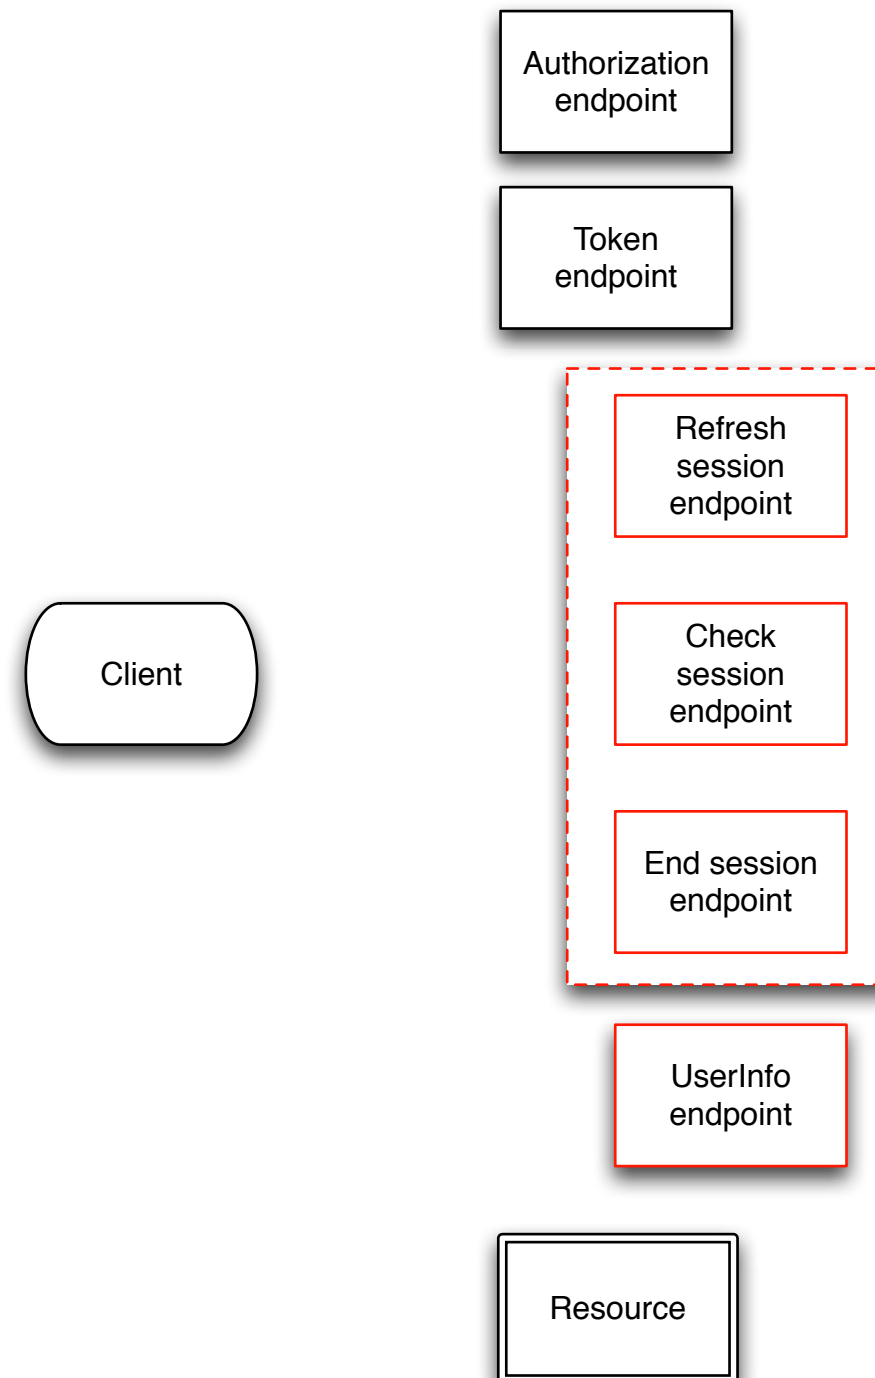 Authorization
endpoint
Token
endpoint
Refresh
session
endpoint
Client
Check
session
endpoint
End session
endpoint
UserInfo
endpoint
Resource